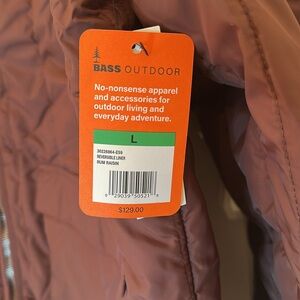 BASS OUTDOOR
No-nonsense apparel
and accessories for
outdoor living and
everyday adventure.
L
REVERSIBLE LINER
RUM RAISIN
$129.00